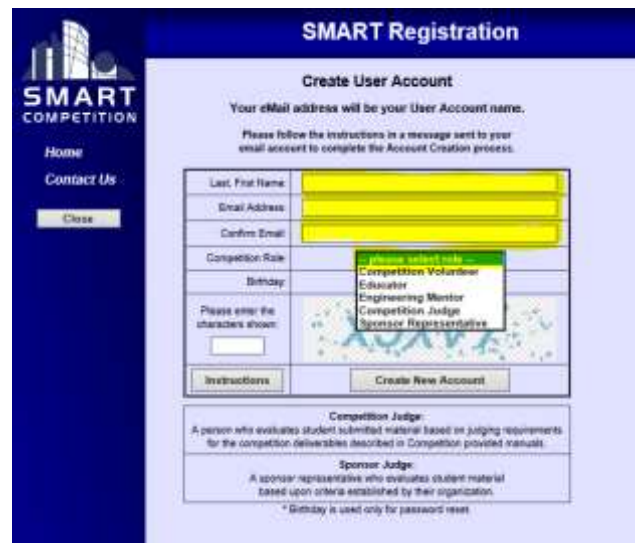 SMART Registration
SMART
COMPETITION
Home
Contact Us
Close
Create User Account
Your eMail address will be your User Account name.
Please follow the instructions in a message sent to your
email account to complete the Account Creation process.
Last, First Name
Email Address
Confirm Email
Competition Role
-- please select role --
Competition Volunteer
Educator
Engineering Mentor
Competition Judge
Sponsor Representative
Birthday
Please enter the
characters shown:
Instructions
Create New Account
Competition Judge:
A person who evaluates student submitted material based on judging requirements
for the competition deliverables described in Competition provided manuals.
Sponsor Judge:
A sponsor representative who evaluates student material
based upon criteria established by their organization.
* Birthday is used only for password reset